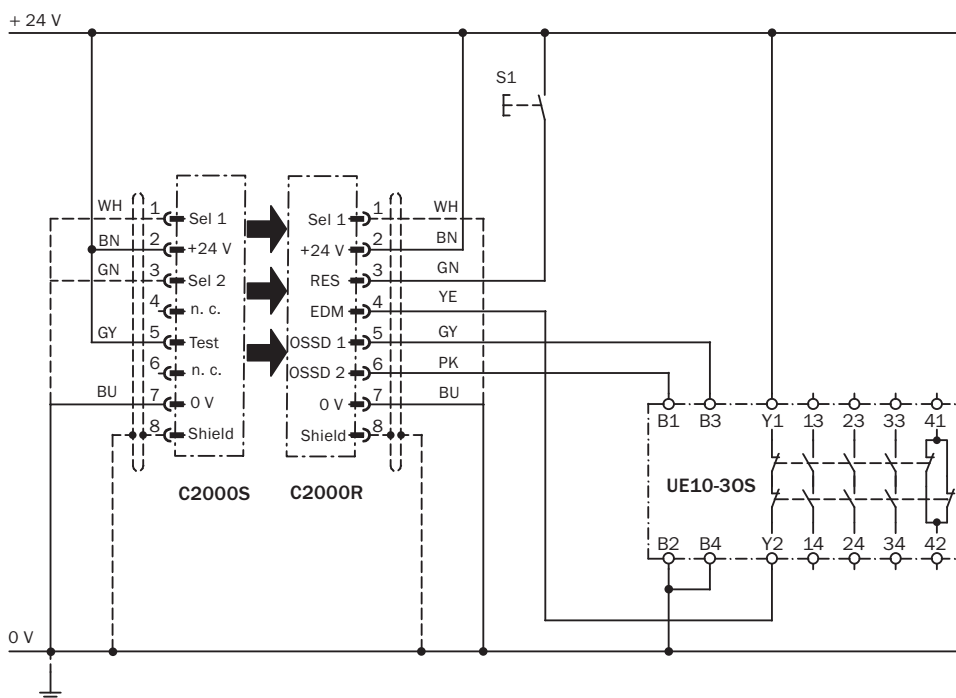 + 24 V
S1
WH 1 Sel 1
BN 2 +24 V
GN 3 Sel 2
4 n. c.
GY 5 Test
6 n. c.
BU 7 0 V
8 Shield
C2000S
Sel 1 1 WH
+24 V 2 BN
RES 3 GN
EDM 4 YE
OSSD 1 5 GY
OSSD 2 6 PK
0 V 7 BU
Shield 8
C2000R
B1 B3 Y1 13 23 33 41
UE10-3OS
B2 B4 Y2 14 24 34 42
0 V